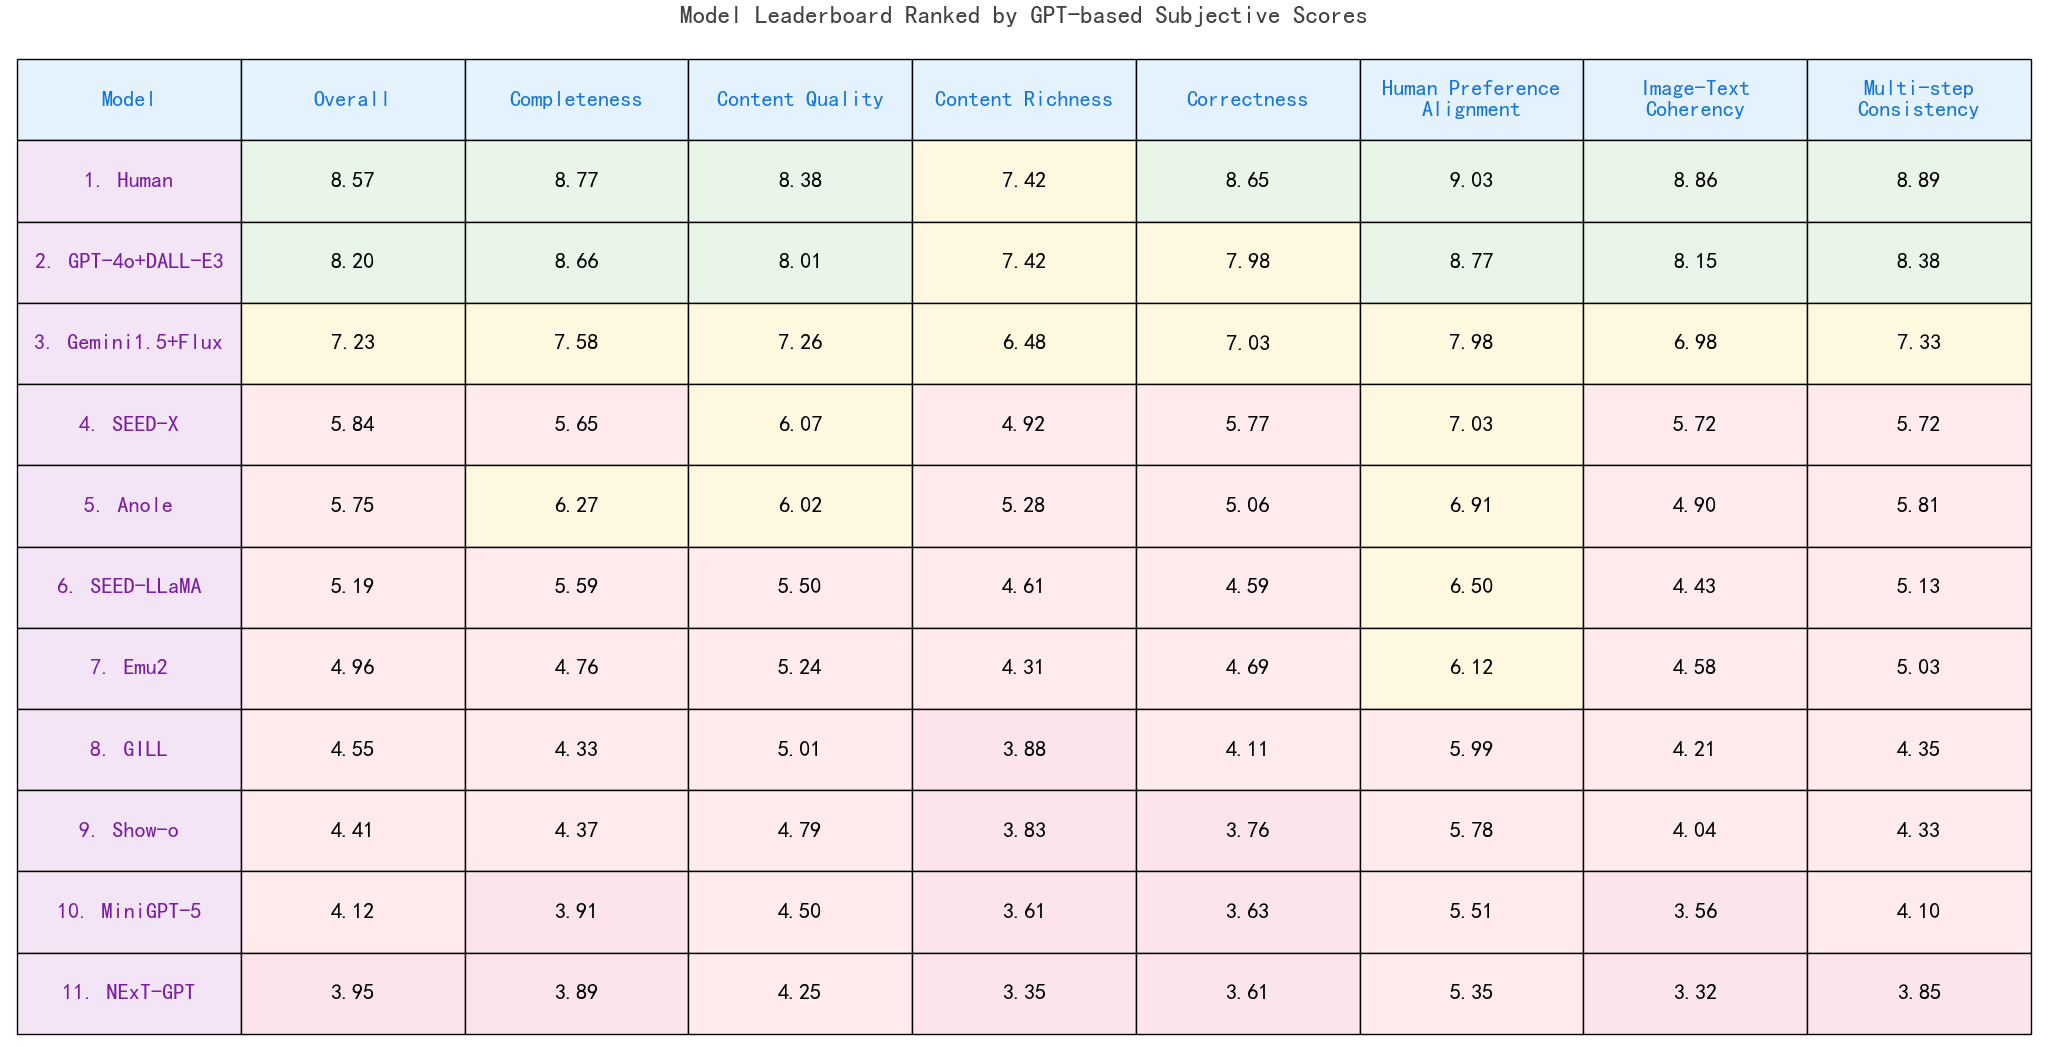 Model Leaderboard Ranked by GPT-based Subjective Scores
Model Overall Completeness Content Quality Content Richness Correctness Human Preference Alignment Image-Text Coherency Multi-step Consistency
1. Human 8.57 8.77 8.38 7.42 8.65 9.03 8.86 8.89
2. GPT-4o+DALL-E3 8.20 8.66 8.01 7.42 7.98 8.77 8.15 8.38
3. Gemini1.5+Flux 7.23 7.58 7.26 6.48 7.03 7.98 6.98 7.33
4. SEED-X 5.84 5.65 6.07 4.92 5.77 7.03 5.72 5.72
5. Anole 5.75 6.27 6.02 5.28 5.06 6.91 4.90 5.81
6. SEED-LLaMA 5.19 5.59 5.50 4.61 4.59 6.50 4.43 5.13
7. Emu2 4.96 4.76 5.24 4.31 4.69 6.12 4.58 5.03
8. GILL 4.55 4.33 5.01 3.88 4.11 5.99 4.21 4.35
9. Show-o 4.41 4.37 4.79 3.83 3.76 5.78 4.04 4.33
10. MiniGPT-5 4.12 3.91 4.50 3.61 3.63 5.51 3.56 4.10
11. NExT-GPT 3.95 3.89 4.25 3.35 3.61 5.35 3.32 3.85